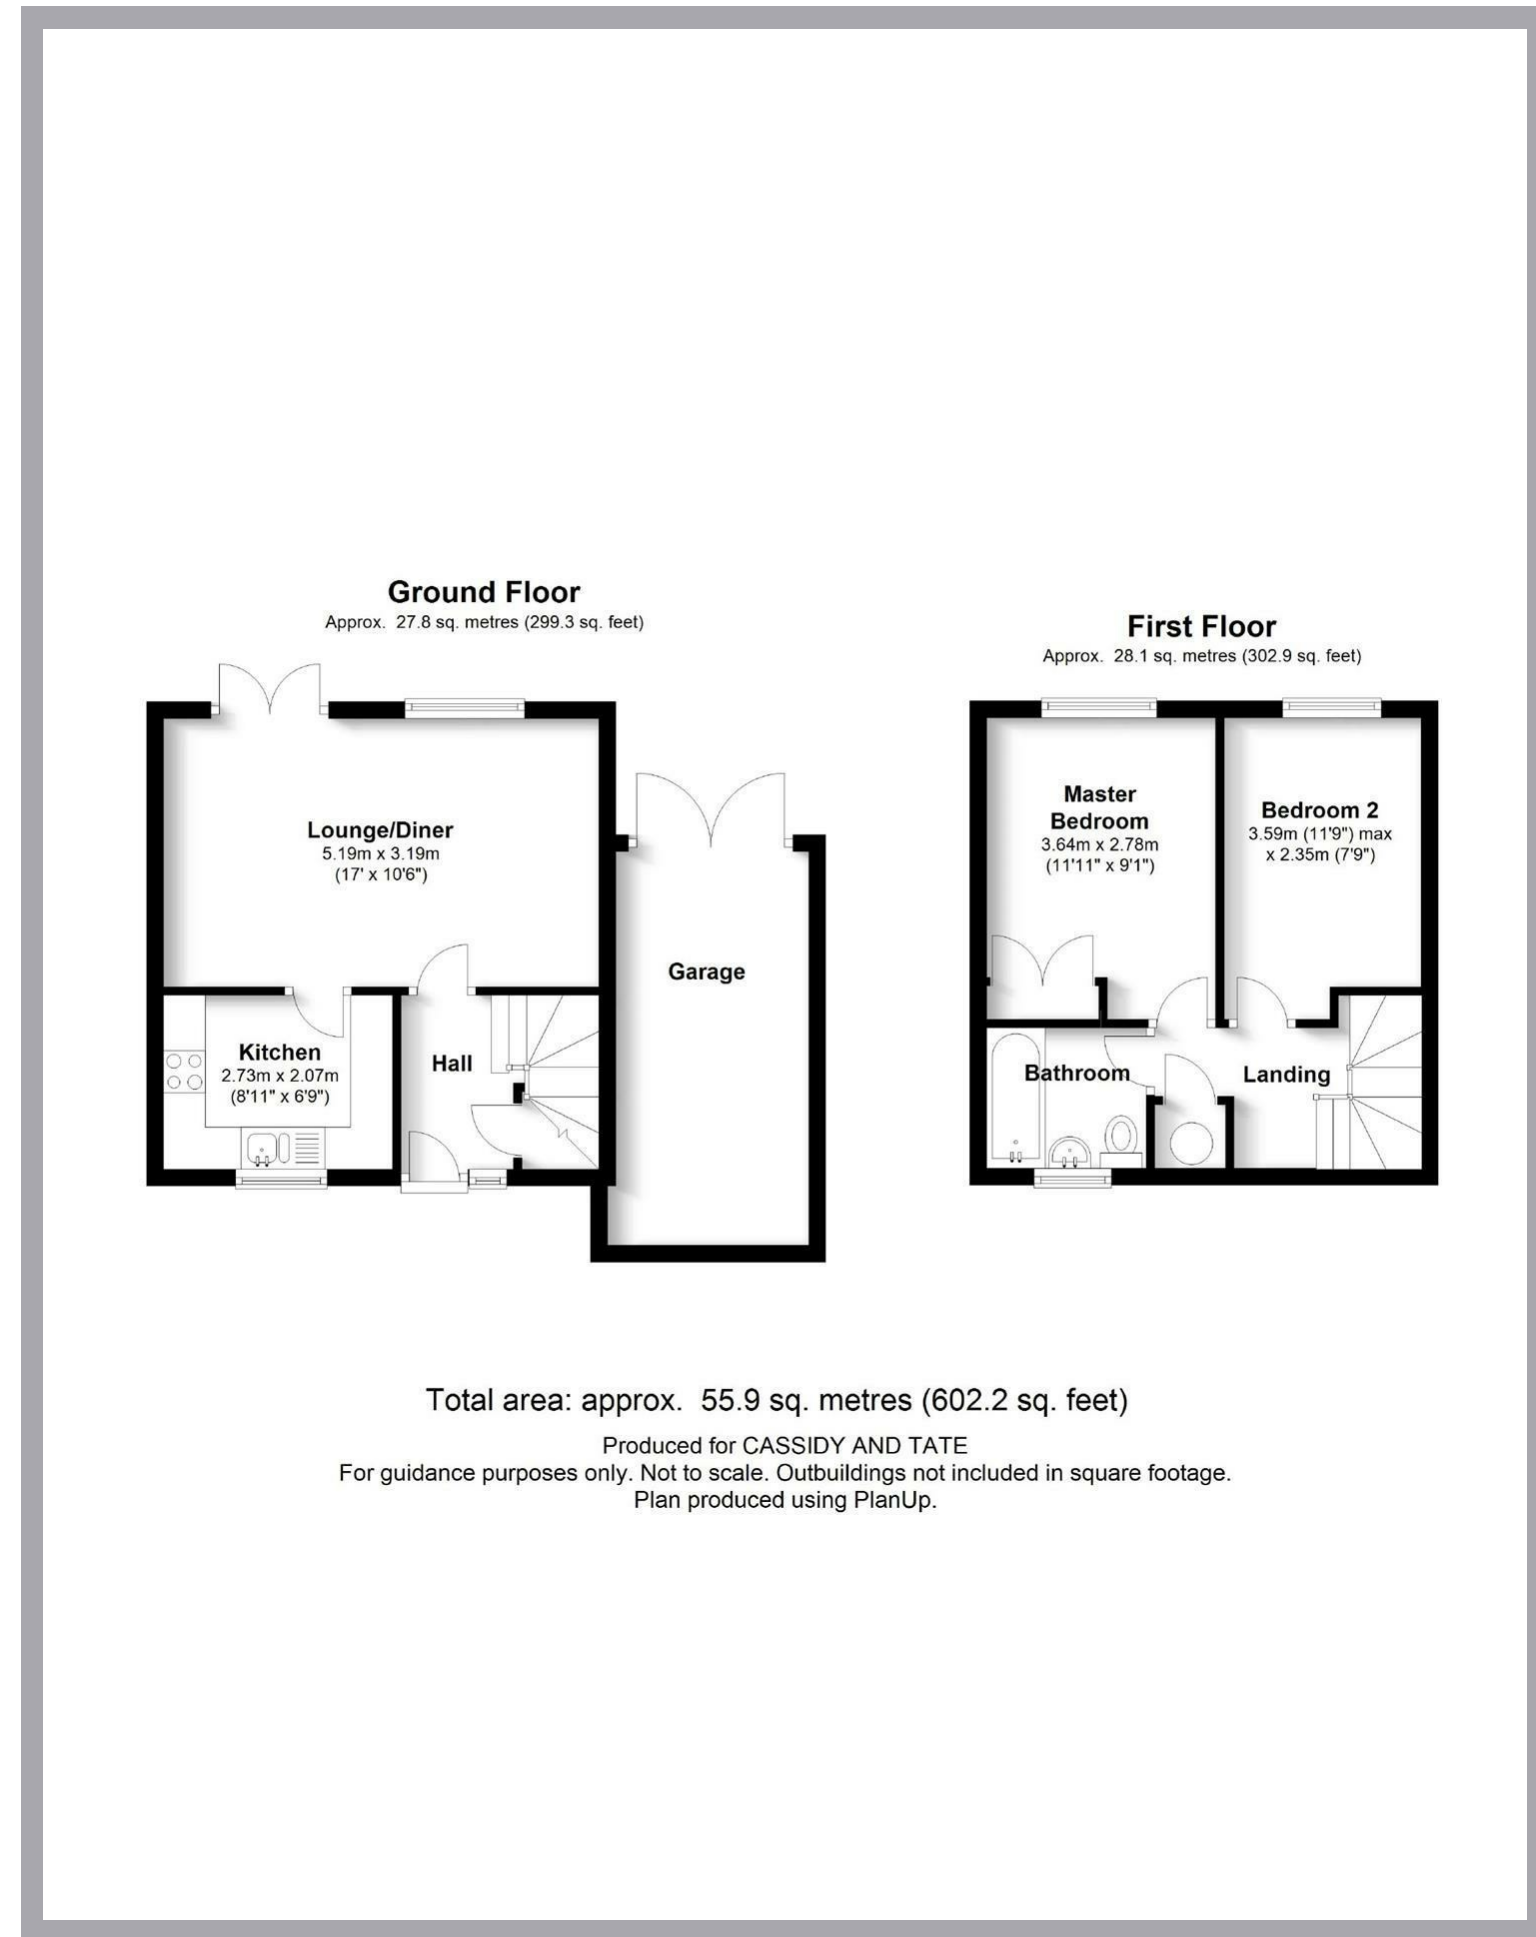 Ground Floor
Approx. 27.8 sq. metres (299.3 sq. feet)
Lounge/Diner
5.19m x 3.19m
(17' x 10'6")
Garage
Kitchen
2.73m x 2.07m
(8'11" x 6'9")
Hall
First Floor
Approx. 28.1 sq. metres (302.9 sq. feet)
Master
Bedroom
3.64m x 2.78m
(11'11" x 9'1")
Bedroom 2
3.59m (11'9") max
x 2.35m (7'9")
Bathroom
Landing
Total area: approx. 55.9 sq. metres (602.2 sq. feet)
Produced for CASSIDY AND TATE
For guidance purposes only. Not to scale. Outbuildings not included in square footage.
Plan produced using PlanUp.